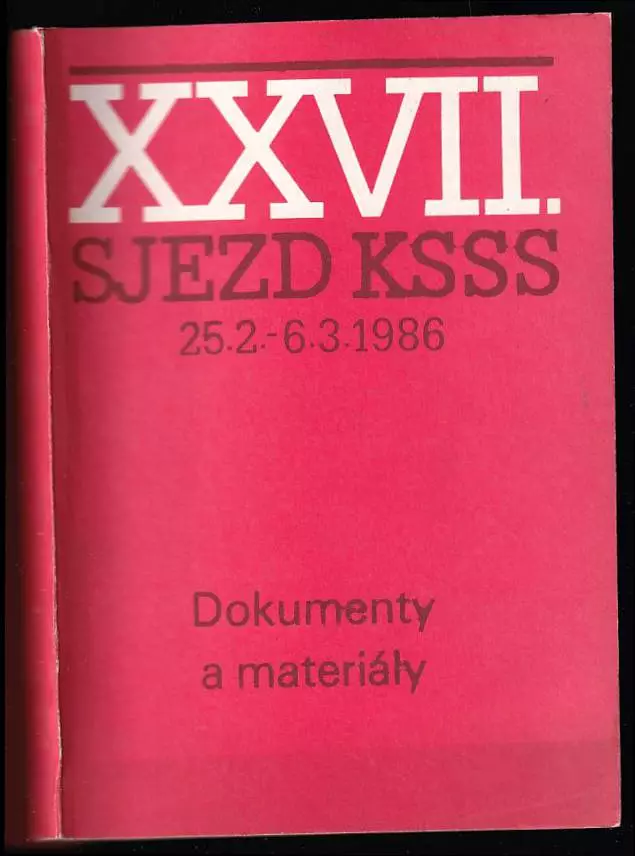 XXVII.
SJEZD KSSS
25.2.-6.3.1986
Dokumenty
a materiály